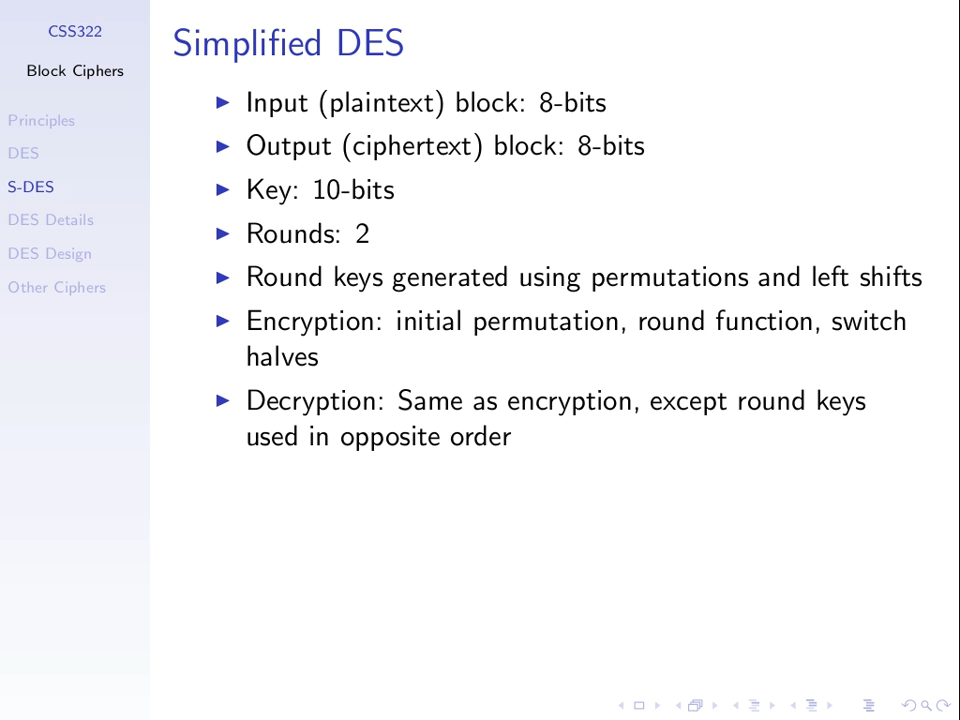 CSS322
Block Ciphers
Principles
DES
S-DES
DES Details
DES Design
Other Ciphers
Simplified DES
Input (plaintext) block: 8-bits
Output (ciphertext) block: 8-bits
Key: 10-bits
Rounds: 2
Round keys generated using permutations and left shifts
Encryption: initial permutation, round function, switch
halves
Decryption: Same as encryption, except round keys
used in opposite order